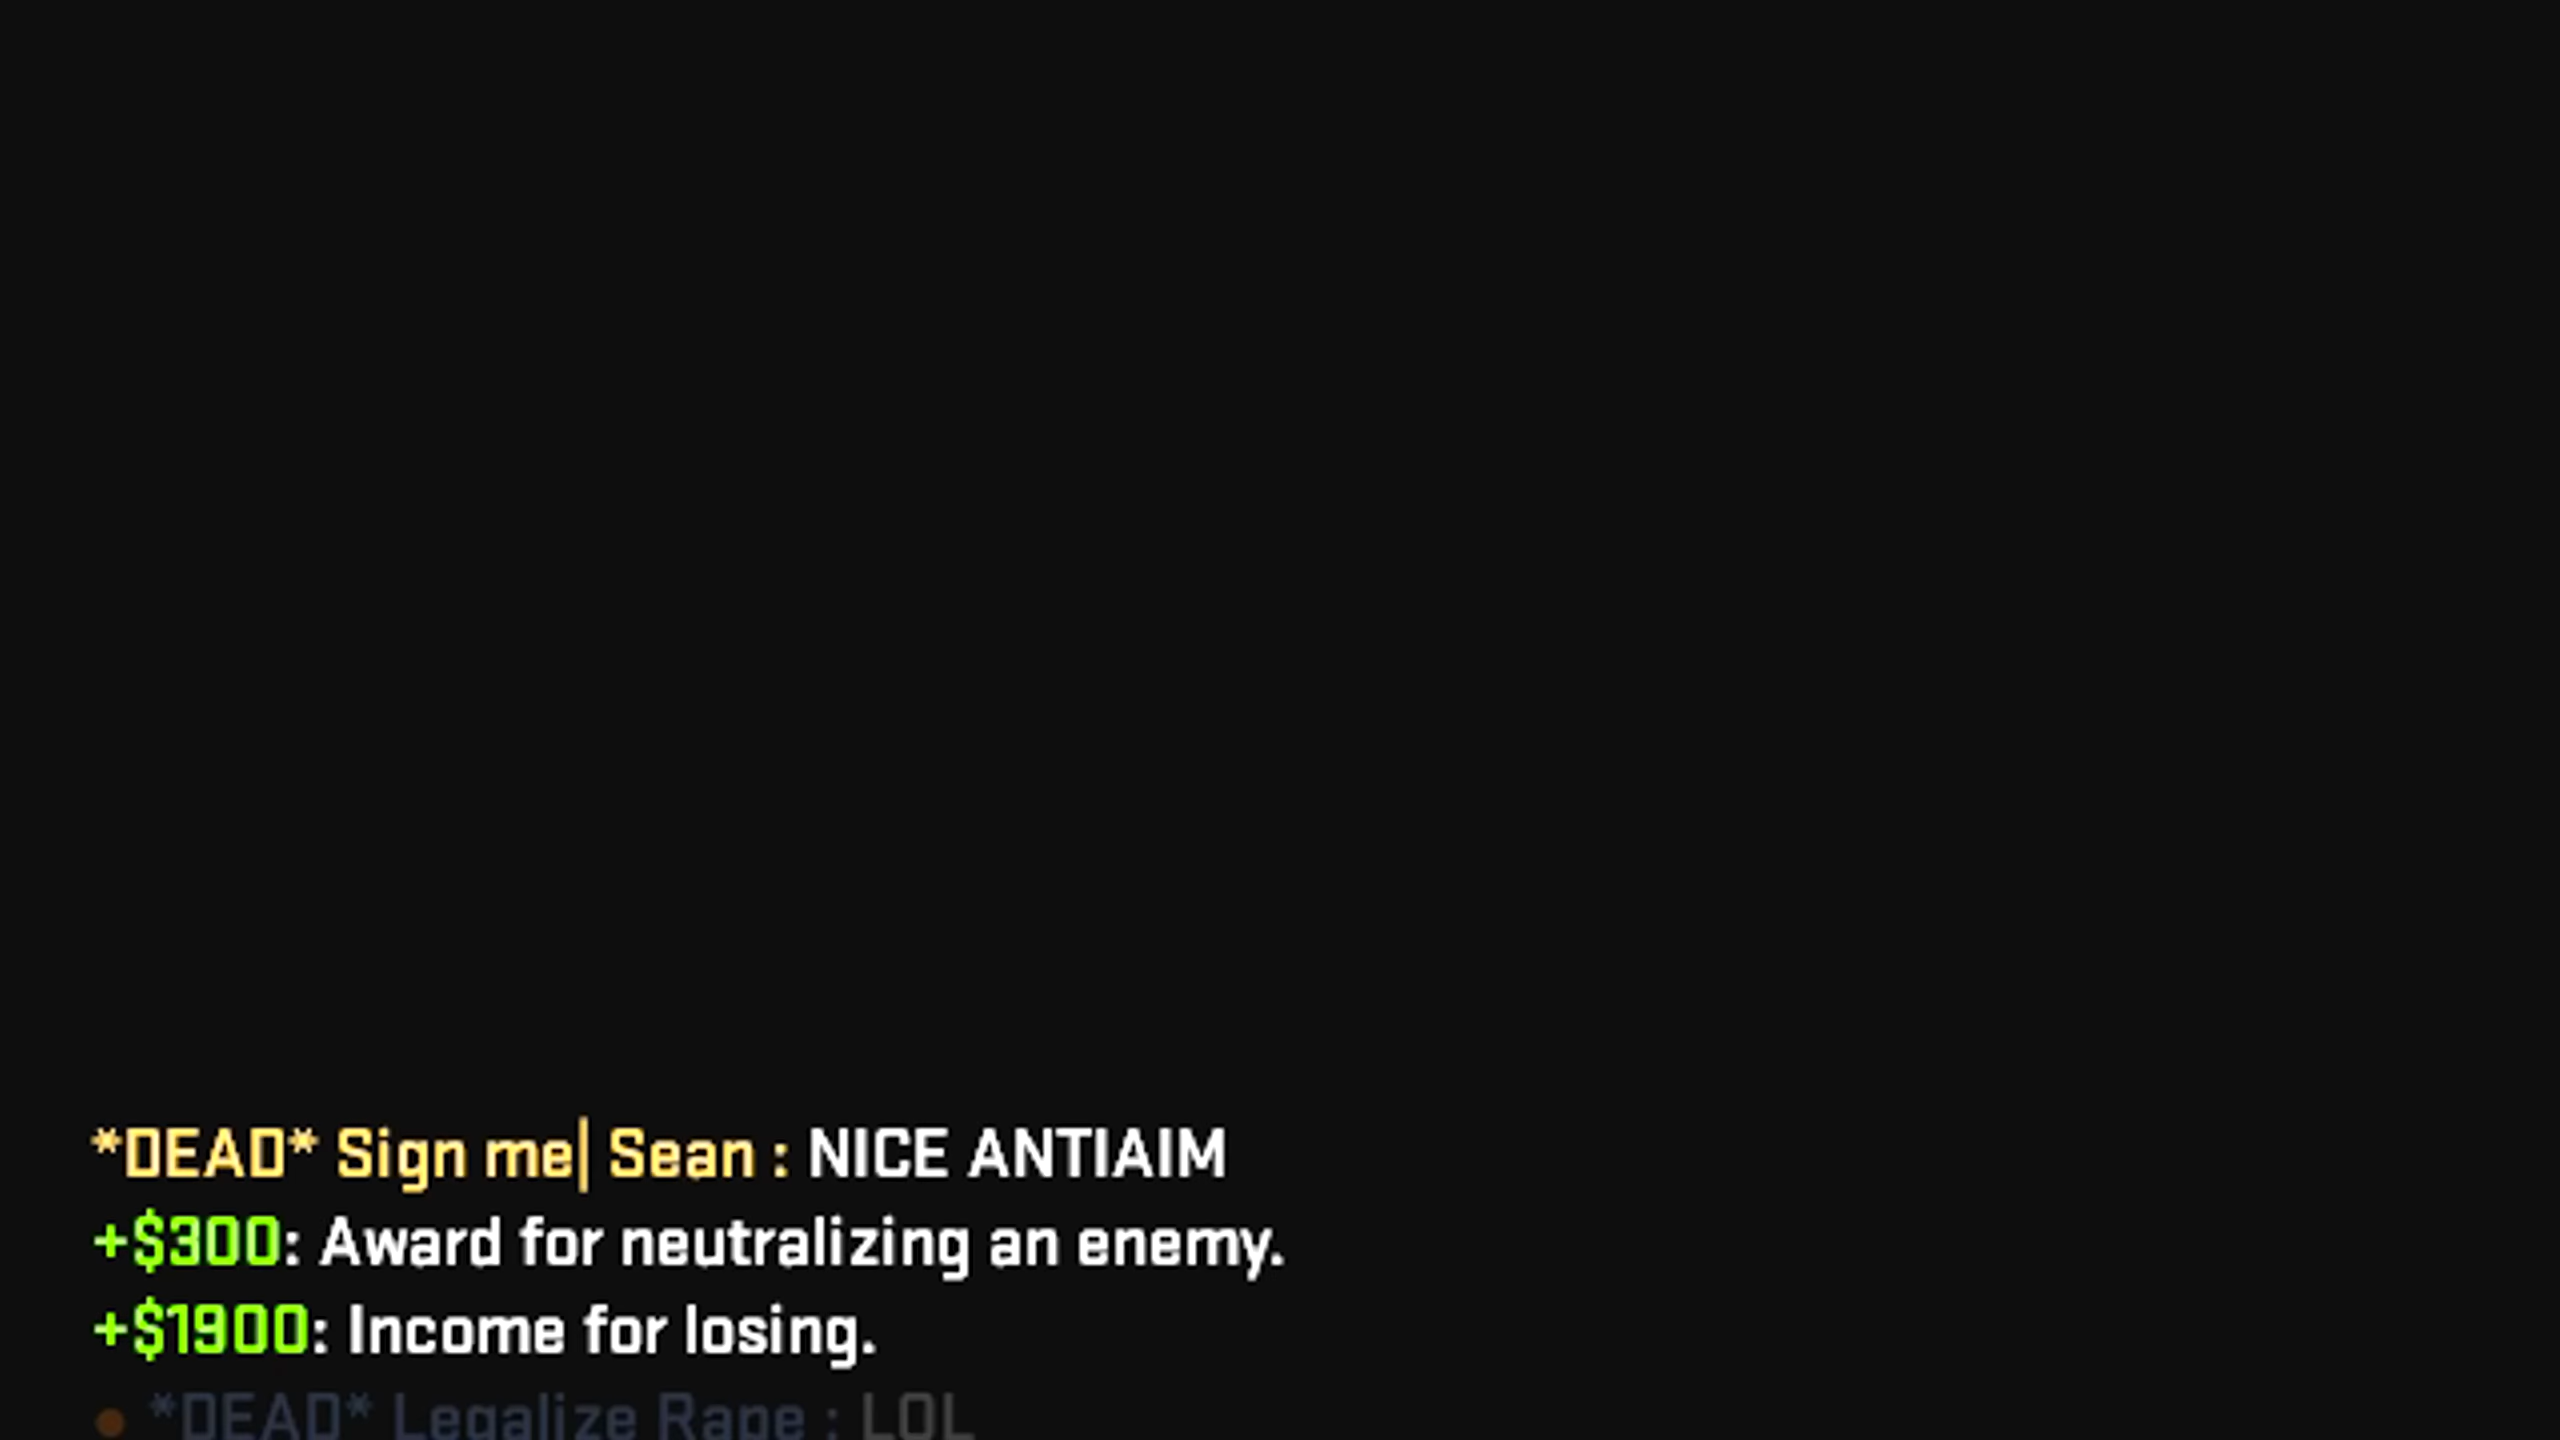 *DEAD* Sign me| Sean : NICE ANTIAIM
+$300: Award for neutralizing an enemy.
+$1900: Income for losing.
*DEAD* Legalize Rape : LOL